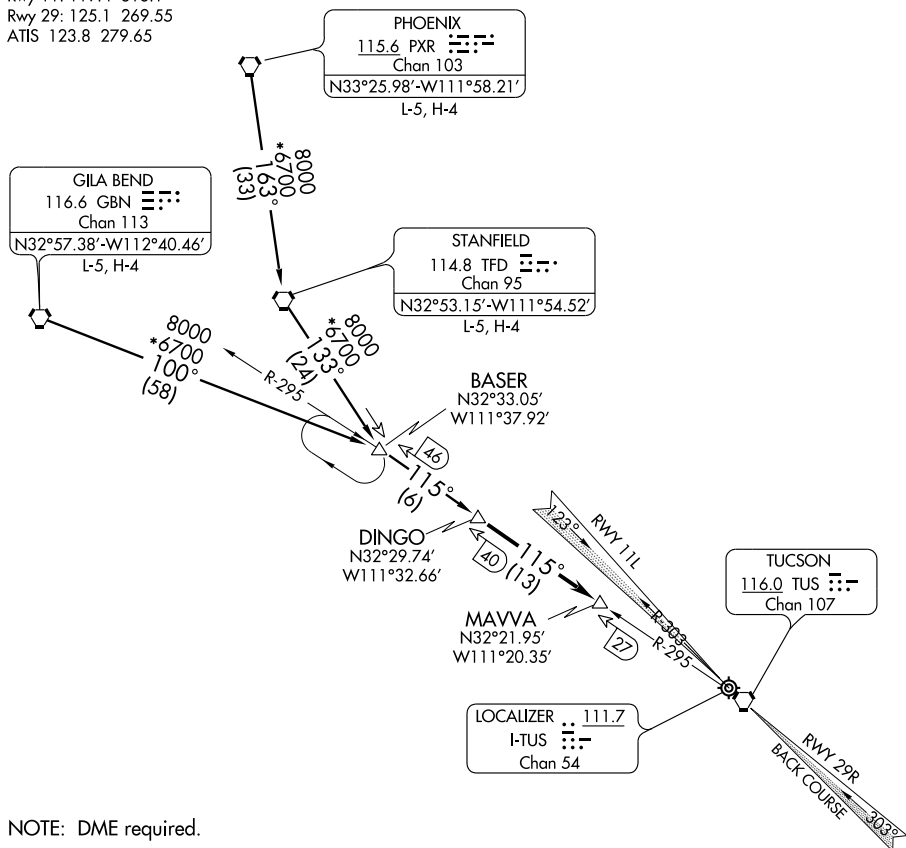 Rwy 29: 125.1 269.55
ATIS 123.8 279.65
PHOENIX
115.6 PXR
Chan 103
N33°25.98'-W111°58.21'
L-5, H-4
8000
*6700
163°
(33)
GILA BEND
116.6 GBN
Chan 113
N32°57.38'-W112°40.46'
L-5, H-4
STANFIELD
114.8 TFD
Chan 95
N32°53.15'-W111°54.52'
L-5, H-4
8000
*6700
133°
(24)
8000
*6700
100°
(58)
R-295
BASER
N32°33.05'
W111°37.92'
46
115°
(6)
DINGO
N32°29.74'
W111°32.66'
40
115°
(13)
123°
RWY 11L
TUCSON
116.0 TUS
Chan 107
MAVVA
N32°21.95'
W111°20.35'
27
R-303
R-295
LOCALIZER 111.7
I-TUS
Chan 54
RWY 29R
BACK COURSE
303°
NOTE: DME required.